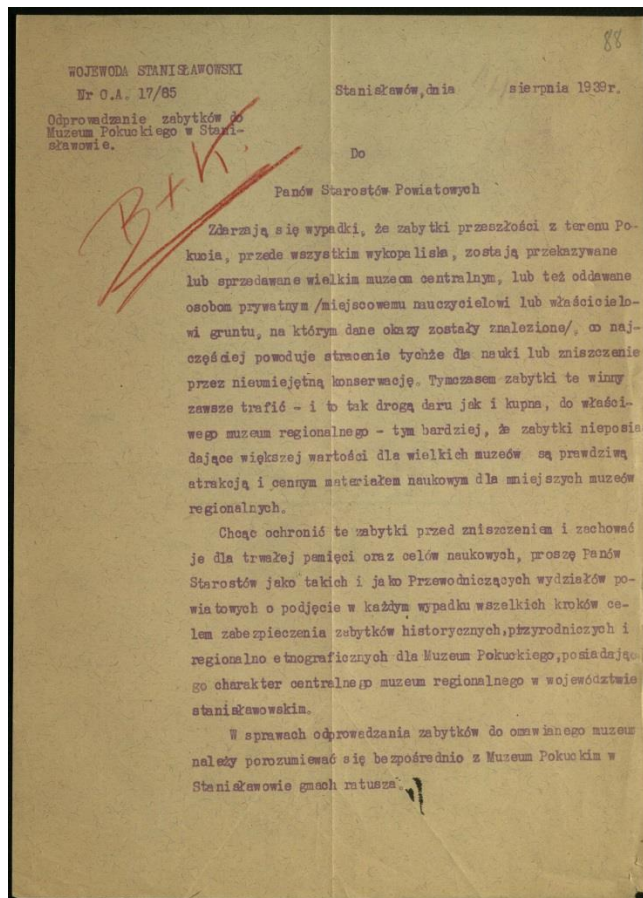 88
WOJEWODA STANISŁAWOWSKI
Nr O.A. 17/85
Stanisławów, dnia sierpnia 1939r.
Odprowadzanie zabytków do
Muzeum Pokuckiego w Stani-
sławowie.
B+K.
Do
Panów Starostów Powiatowych
Zdarzają się wypadki, że zabytki przeszłości z terenu Po-
kucia, przede wszystkim wykopaliska, zostają przekazywane
lub sprzedawane wielkim muzeom centralnym, lub też oddawane
osobom prywatnym /miejscowemu nauczycielowi lub właścicielo-
wi gruntu, na którym dane okazy zostały znalezione/, co naj-
częściej powoduje stracenie tychże dla nauki lub zniszczenie
przez nieumiejętną konserwację. Tymczasem zabytki te winny
zawsze trafić - i to tak drogą daru jak i kupna, do właści-
wego muzeum regionalnego - tym bardziej, że zabytki nieposia
dające większej wartości dla wielkich muzeów są prawdziwą
atrakcją i cennym materiałem naukowym dla mniejszych muzeów
regionalnych.
Chcąc ochronić te zabytki przed zniszczeniem i zachować
je dla trwałej pamięci oraz celów naukowych, proszę Panów
Starostów jako takich i jako Przewodniczących wydziałów po-
wiatowych o podjęcie w każdym wypadku wszelkich kroków ce-
lem zabezpieczenia zabytków historycznych, przyrodniczych i
regionalno etnograficznych dla Muzeum Pokuckiego, posiadają-
go charakter centralnego muzeum regionalnego w województwie
stanisławowskim.
W sprawach odprowadzania zabytków do omawianego muzeum
należy porozumiewać się bezpośrednio z Muzeum Pokuckim w
Stanisławowie gmach ratusza.